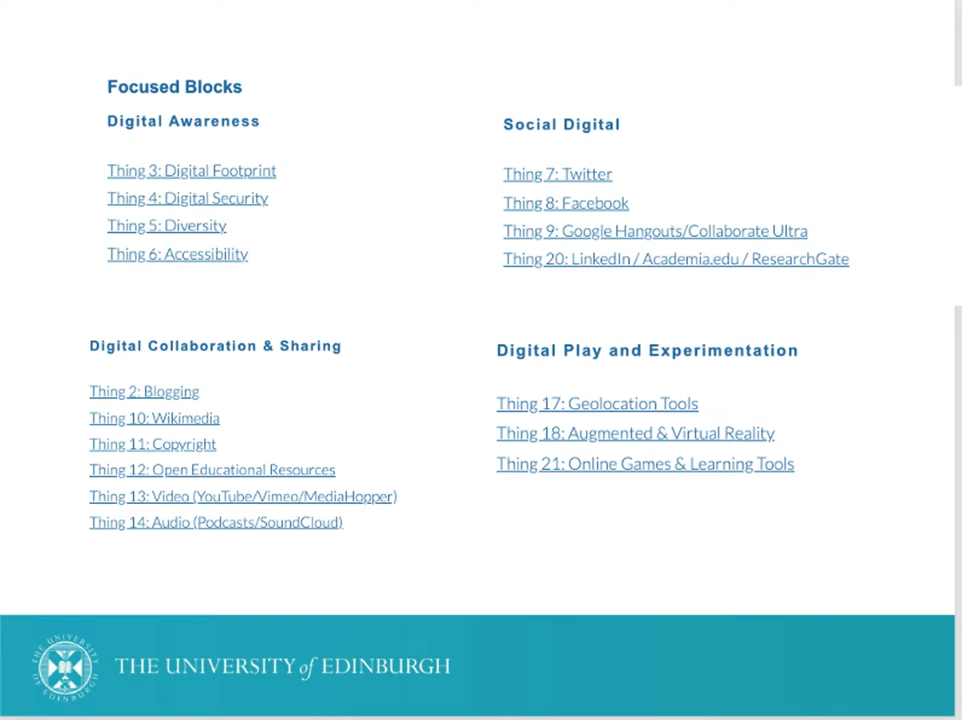 Focused Blocks
Digital Awareness
Thing 3: Digital Footprint
Thing 4: Digital Security
Thing 5: Diversity
Thing 6: Accessibility
Social Digital
Thing 7: Twitter
Thing 8: Facebook
Thing 9: Google Hangouts/Collaborate Ultra
Thing 20: LinkedIn / Academia.edu / ResearchGate
Digital Collaboration & Sharing
Thing 2: Blogging
Thing 10: Wikimedia
Thing 11: Copyright
Thing 12: Open Educational Resources
Thing 13: Video (YouTube/Vimeo/MediaHopper)
Thing 14: Audio (Podcasts/SoundCloud)
Digital Play and Experimentation
Thing 17: Geolocation Tools
Thing 18: Augmented & Virtual Reality
Thing 21: Online Games & Learning Tools
THE UNIVERSITY OF EDINBURGH
THE UNIVERSITY of EDINBURGH